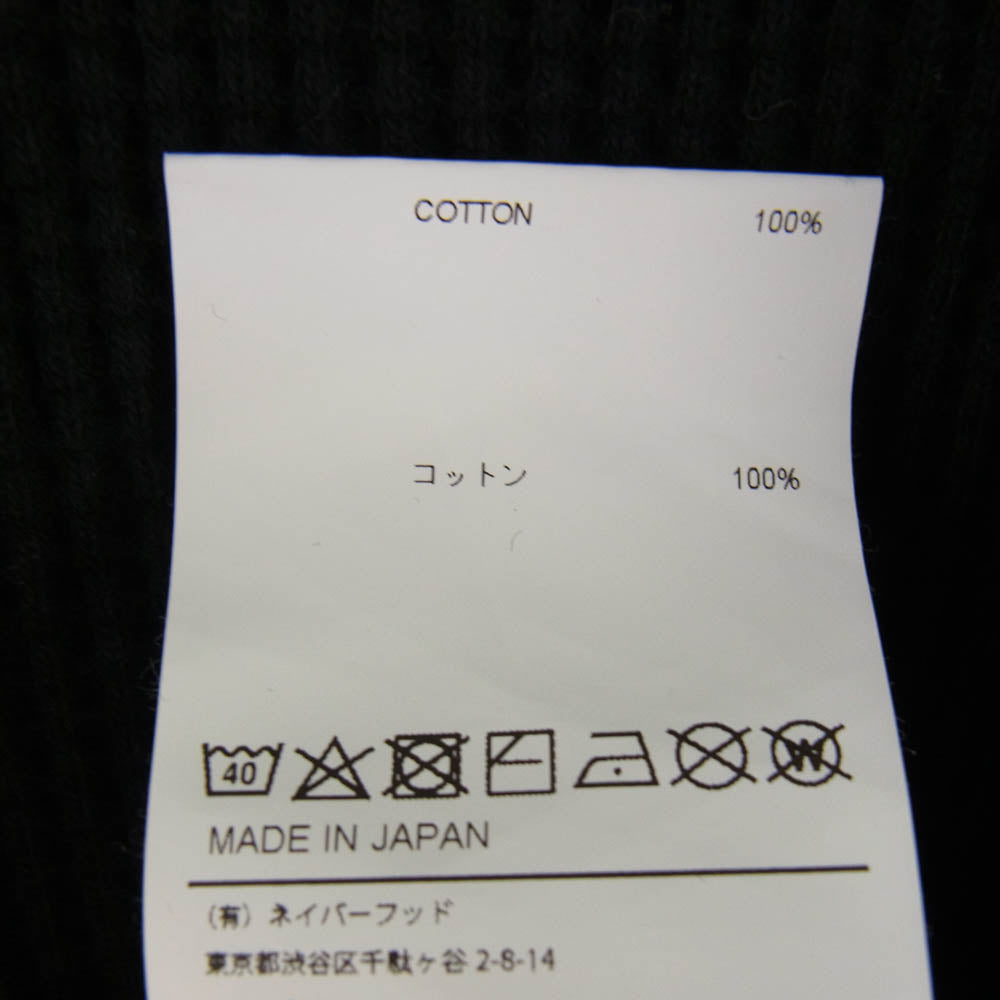 COTTON 100%
コットン 100%
40 W
MADE IN JAPAN
(有) ネイバーフッド
東京都渋谷区千駄ヶ谷 2-8-14